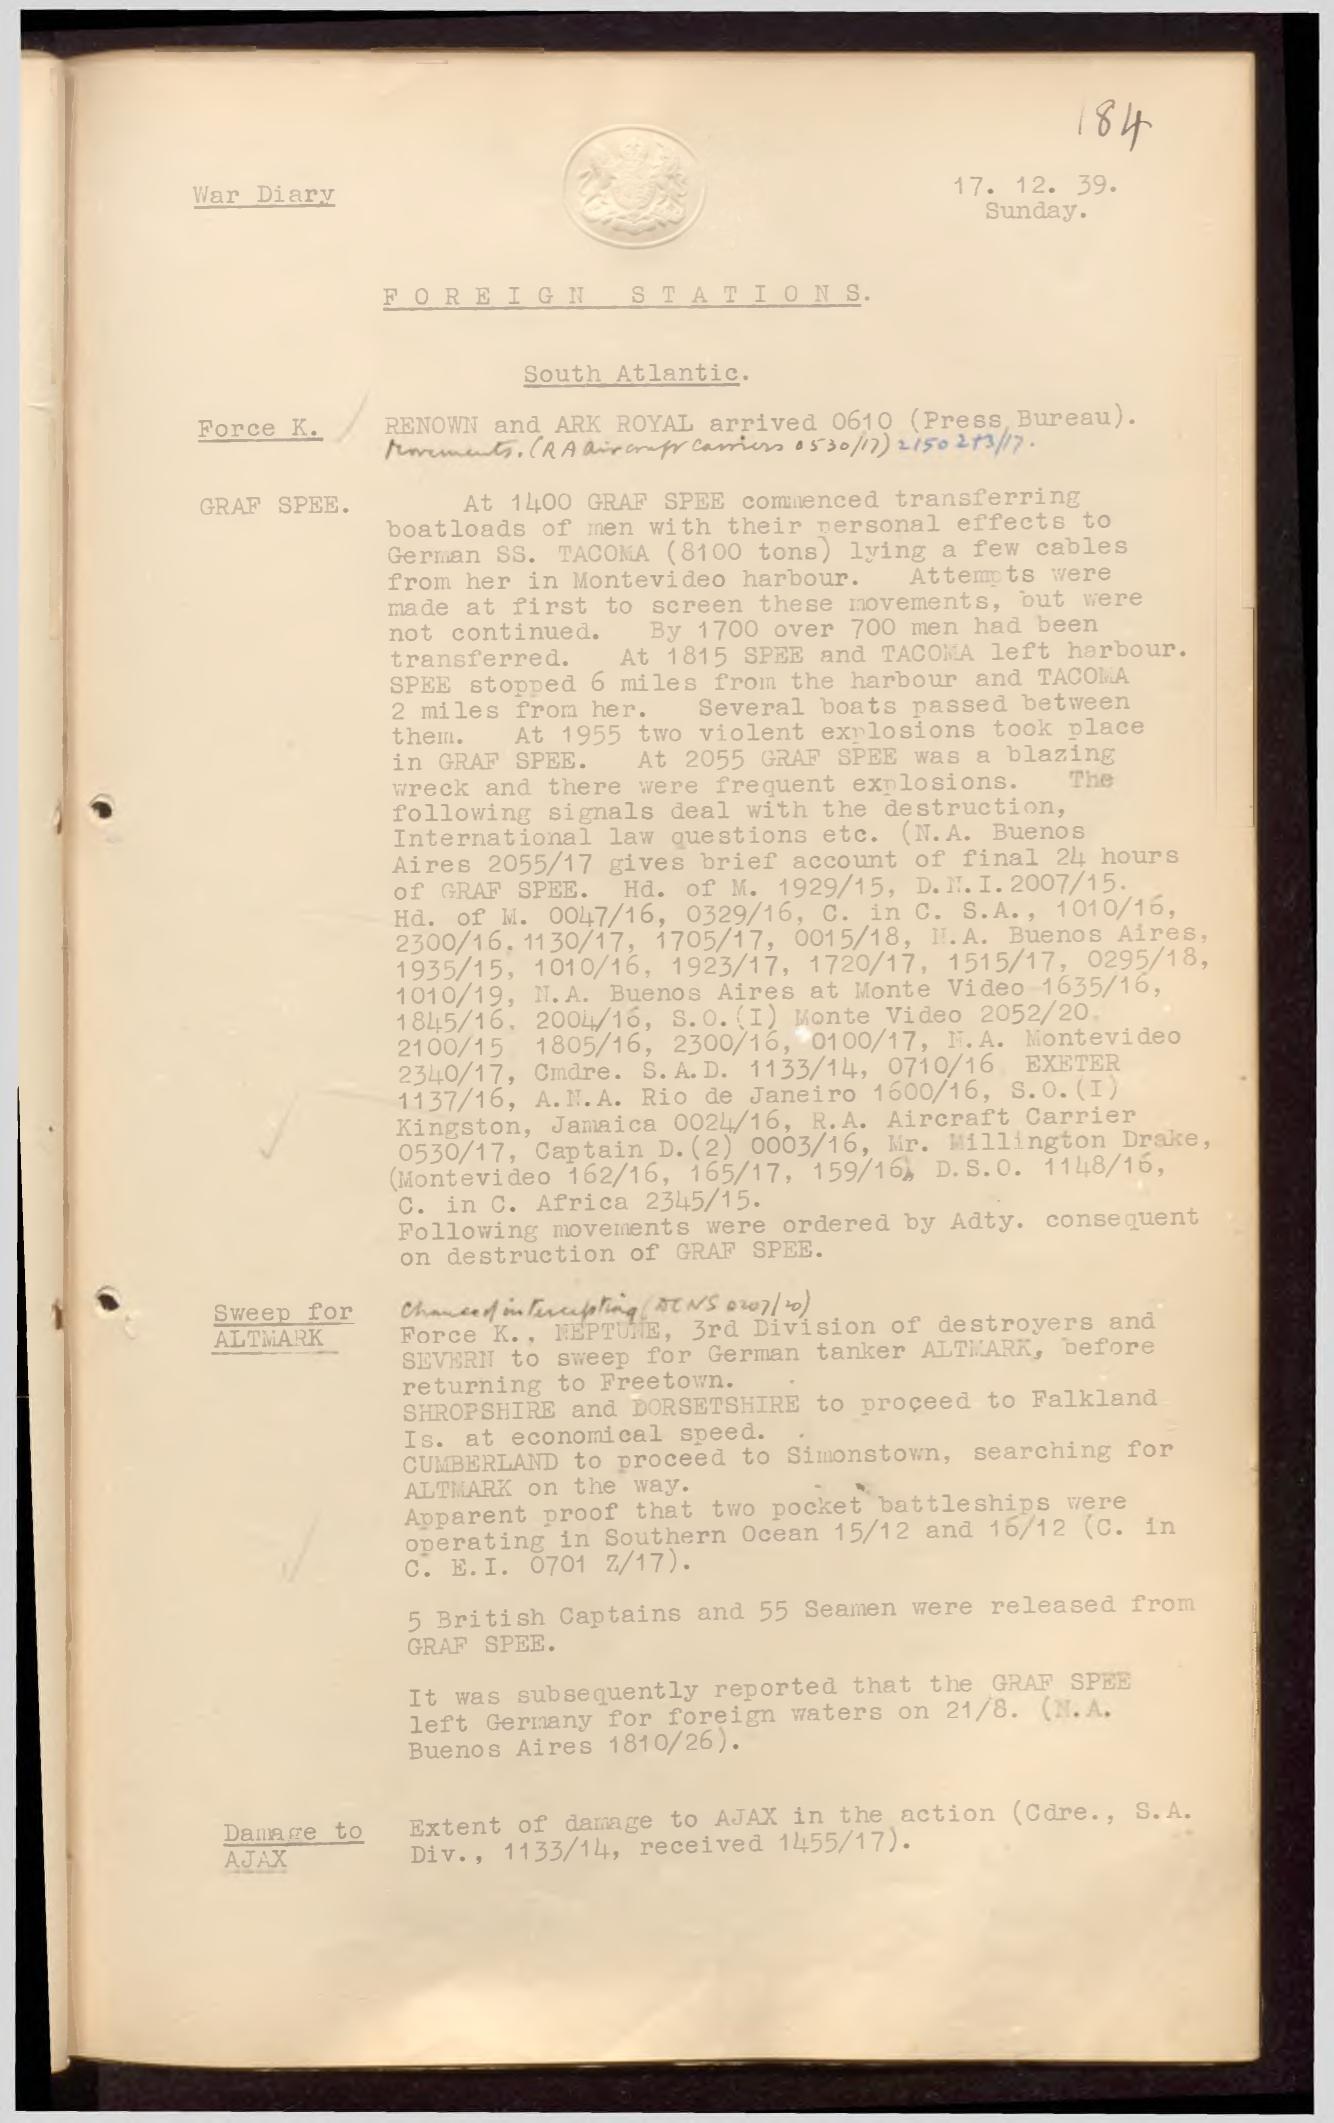 184
War Diary
17. 12. 39.
Sunday.
FOREIGN STATIONS.
South Atlantic.
Force K. RENOWN and ARK ROYAL arrived 0610 (Press Bureau).
Movements. (RA Aircraft Carriers 0530/17)
GRAF SPEE. At 1400 GRAF SPEE commenced transferring
boatloads of men with their personal effects to
German SS. TACOMA (8100 tons) lying a few cables
from her in Montevideo harbour. Attempts were
made at first to screen these movements, but were
not continued. By 1700 over 700 men had been
transferred. At 1815 SPEE and TACOMA left harbour.
SPEE stopped 6 miles from the harbour and TACOMA
2 miles from her. Several boats passed between
them. At 1955 two violent explosions took place
in GRAF SPEE. At 2055 GRAF SPEE was a blazing
wreck and there were frequent explosions. The
following signals deal with the destruction,
International law questions etc. (N.A. Buenos
Aires 2055/17 gives brief account of final 24 hours
of GRAF SPEE. Hd. of M. 1929/15, D.N.I.2007/15.
Hd. of M. 0047/16, 0329/16, C. in C. S.A., 1010/16,
2300/16. 1130/17, 1705/17, 0015/18, N.A. Buenos Aires,
1935/15, 1010/16, 1923/17, 1720/17, 1515/17, 0295/18,
1010/19, N.A. Buenos Aires at Monte Video 1635/16,
1845/16, 2004/16, S.O.(I) Monte Video 2052/20
2100/15 1805/16, 2300/16, 0100/17, N.A. Montevideo
2340/17, Cmdre. S.A.D. 1133/14, 0710/16 EXETER
1137/16, A.N.A. Rio de Janeiro 1600/16, S.O.(I)
Kingston, Jamaica 0024/16, R.A. Aircraft Carrier
0530/17, Captain D.(2) 0003/16, Mr. Millington Drake,
(Montevideo 162/16, 165/17, 159/16), D.S.O. 1148/16,
C. in C. Africa 2345/15.
Following movements were ordered by Adty. consequent
on destruction of GRAF SPEE.
Chances of intercepting (DCNS 0207/20)
Sweep for Force K., NEPTUNE, 3rd Division of destroyers and
ALTMARK SEVERN to sweep for German tanker ALTMARK, before
returning to Freetown.
SHROPSHIRE and DORSETSHIRE to proceed to Falkland
Is. at economical speed.
CUMBERLAND to proceed to Simonstown, searching for
ALTMARK on the way.
Apparent proof that two pocket battleships were
operating in Southern Ocean 15/12 and 16/12 (C. in
C. E.I. 0701 Z/17).
5 British Captains and 55 Seamen were released from
GRAF SPEE.
It was subsequently reported that the GRAF SPEE
left Germany for foreign waters on 21/8. (N.A.
Buenos Aires 1810/26).
Damage to Extent of damage to AJAX in the action (Cdre., S.A.
AJAX Div., 1133/14, received 1455/17).